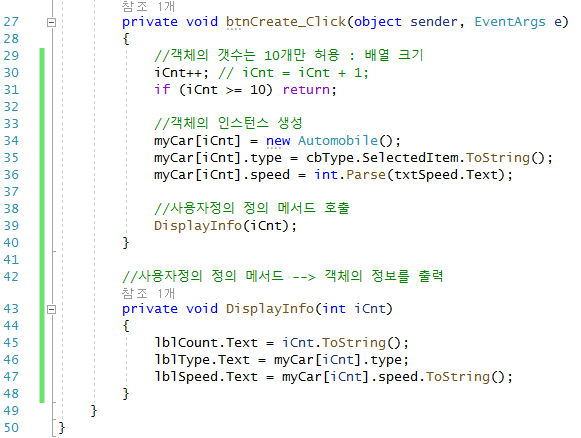 참조 1개
27 private void btnCreate_Click(object sender, EventArgs e)
28 {
29 //객체의 갯수는 10개만 허용 : 배열 크기
30 iCnt++; // iCnt = iCnt + 1;
31 if (iCnt >= 10) return;
32
33 //객체의 인스턴스 생성
34 myCar[iCnt] = new Automobile();
35 myCar[iCnt].type = cbType.SelectedItem.ToString();
36 myCar[iCnt].speed = int.Parse(txtSpeed.Text);
37
38 //사용자정의 정의 메서드 호출
39 DisplayInfo(iCnt);
40 }
41
42 //사용자정의 정의 메서드 --> 객체의 정보를 출력
참조 1개
43 private void DisplayInfo(int iCnt)
44 {
45 lblCount.Text = iCnt.ToString();
46 lblType.Text = myCar[iCnt].type;
47 lblSpeed.Text = myCar[iCnt].speed.ToString();
48 }
49 }
50 }